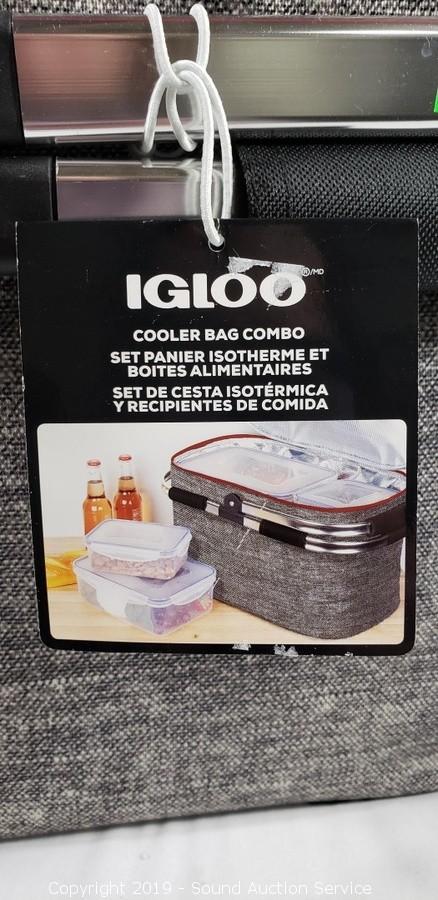 IGLOO®/MD
COOLER BAG COMBO
SET PANIER ISOTHERME ET
BOITES ALIMENTAIRES
SET DE CESTA ISOTÉRMICA
Y RECIPIENTES DE COMIDA
Copyright 2019 - Sound Auction Service